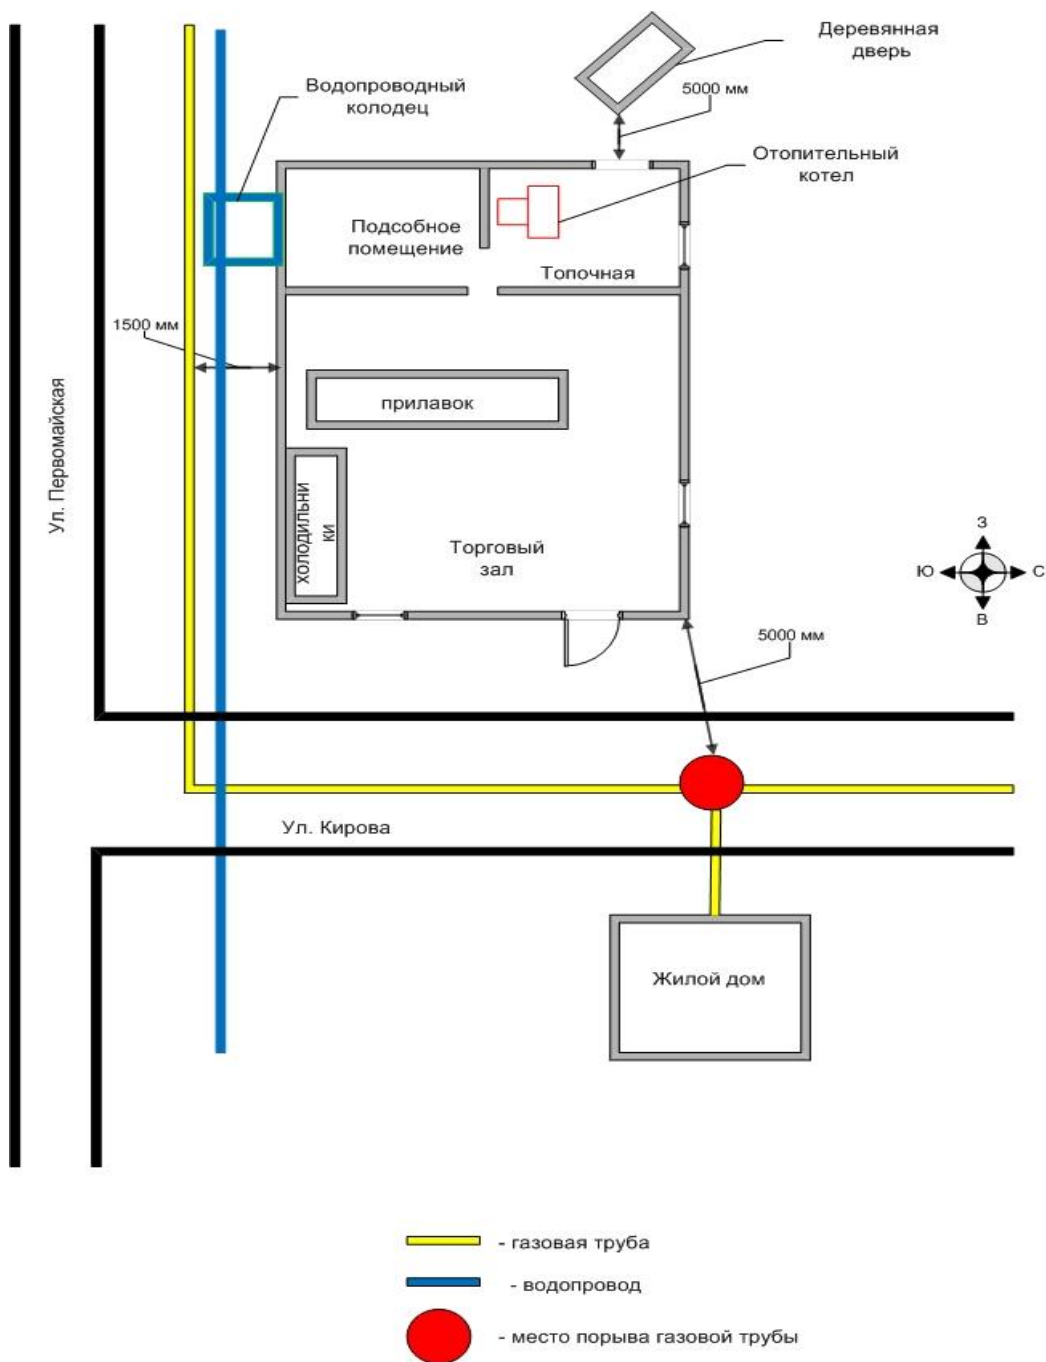 Деревянная
дверь
Водопроводный
колодец
5000 мм
Отопительный
котел
Подсобное
помещение
Топочная
1500 мм
прилавок
Ул. Первомайская
холодильни
ки
Торговый
зал
З
Ю
С
В
5000 мм
Ул. Кирова
Жилой дом
- газовая труба
- водопровод
- место порыва газовой трубы